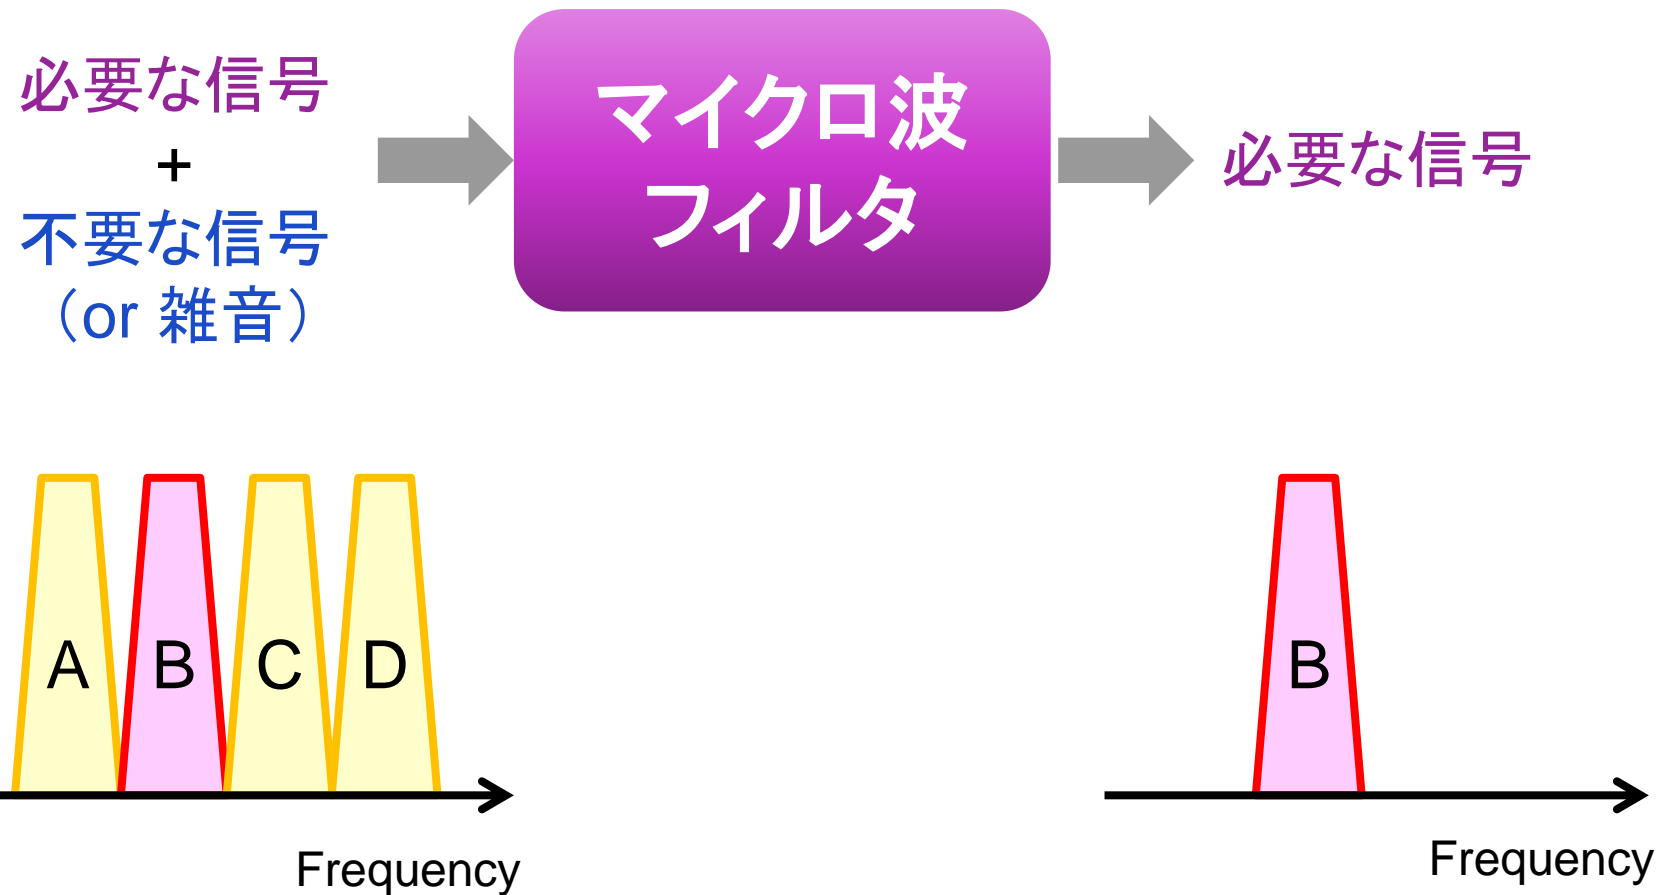 必要な信号
+
不要な信号
（or 雑音）
マイクロ波
フィルタ
必要な信号
A B C D
Frequency
B
Frequency